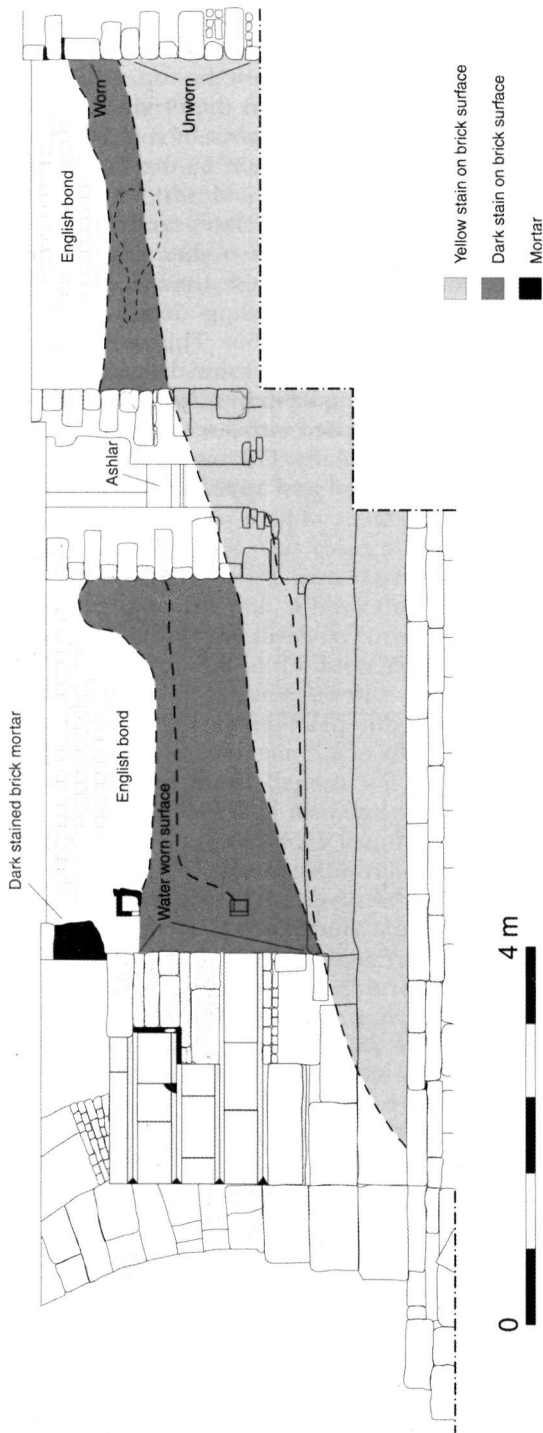 Dark stained brick mortar
English bond
Water worn surface
Ashlar
English bond
Worn
Unworn
0
4 m
Yellow stain on brick surface
Dark stain on brick surface
Mortar